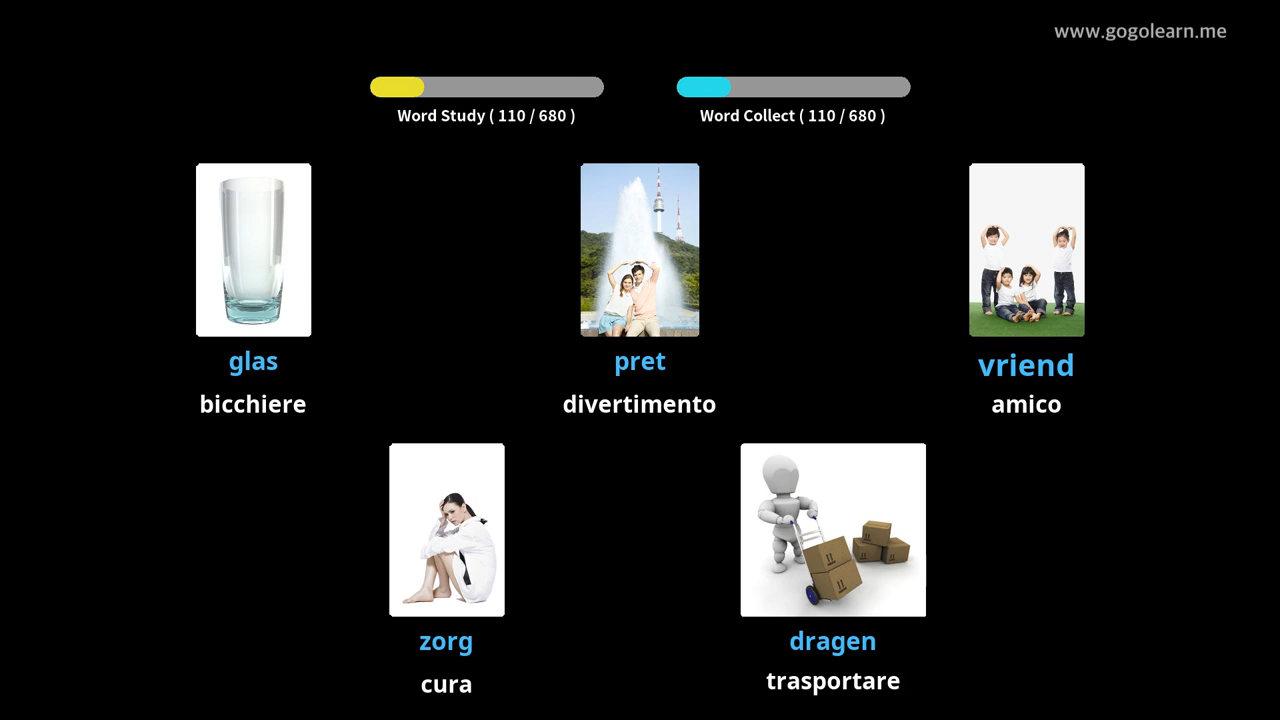 www.gogolearn.me
Word Study ( 110 / 680 )
Word Collect ( 110 / 680 )
glas
pret
vriend
bicchiere
divertimento
amico
zorg
dragen
cura
trasportare